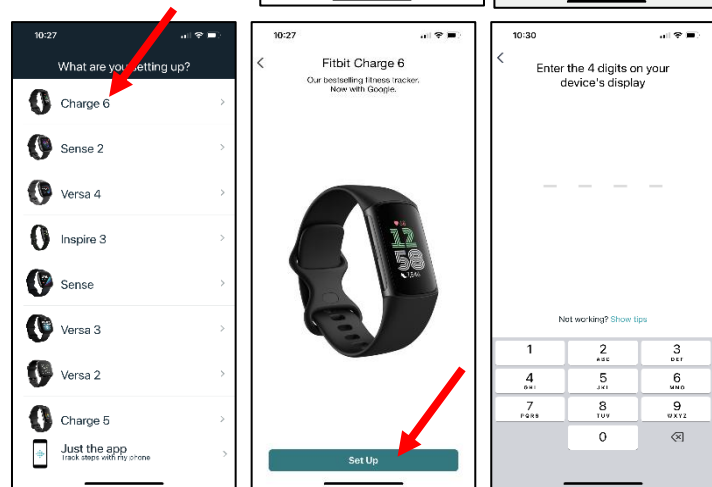 10:27
What are you setting up?
Charge 6
Sense 2
Versa 4
Inspire 3
Sense
Versa 3
Versa 2
Charge 5
Just the app
Track steps with my phone
10:27
Fitbit Charge 6
Our bestselling fitness tracker.
Now with Google.
12
58
Set Up
10:30
Enter the 4 digits on your
device's display
Not working? Show tips
1
2
ABC
3
DEF
4
GHI
5
JKL
6
MNO
7
PQRS
8
TUV
9
WXYZ
0